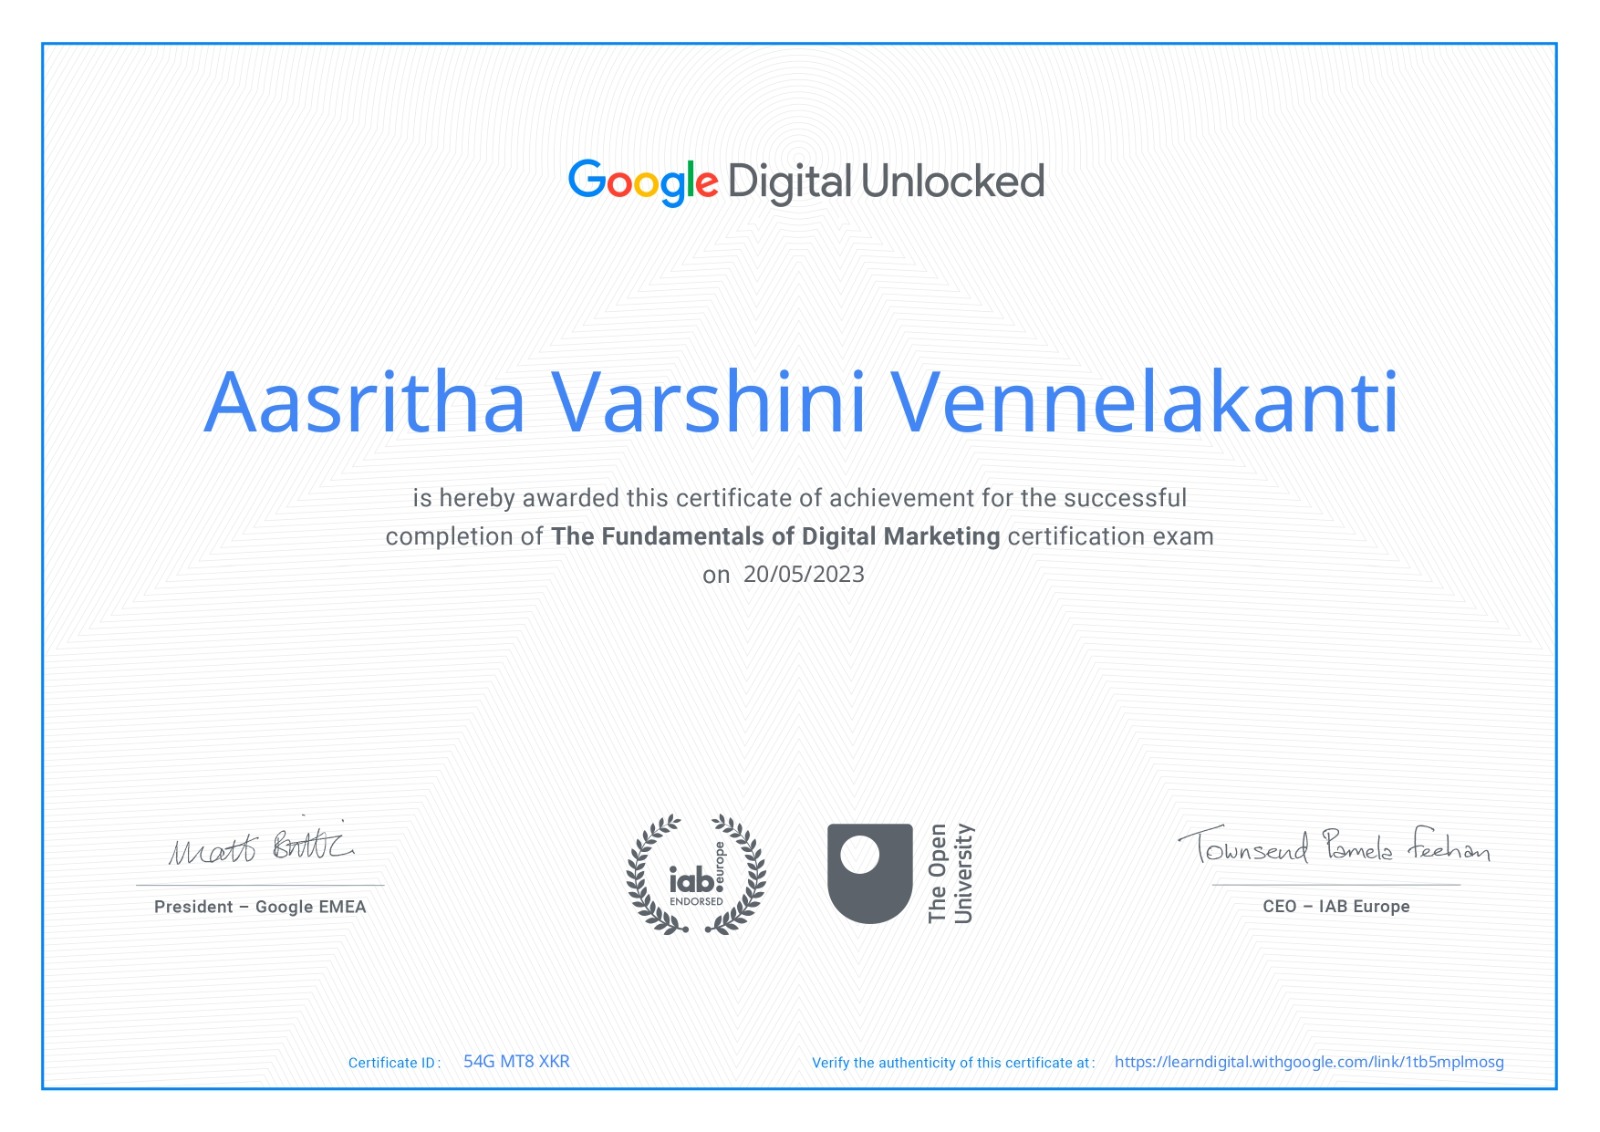 Google Digital Unlocked
Aasritha Varshini Vennelakanti
is hereby awarded this certificate of achievement for the successful
completion of The Fundamentals of Digital Marketing certification exam
on 20/05/2023
Matt Brittin
President – Google EMEA
iab. europe
ENDORSED
The Open
University
Townsend Pamela Feehan
CEO – IAB Europe
Certificate ID: 54G MT8 XKR
Verify the authenticity of this certificate at: https://learndigital.withgoogle.com/link/1tb5mplmosg